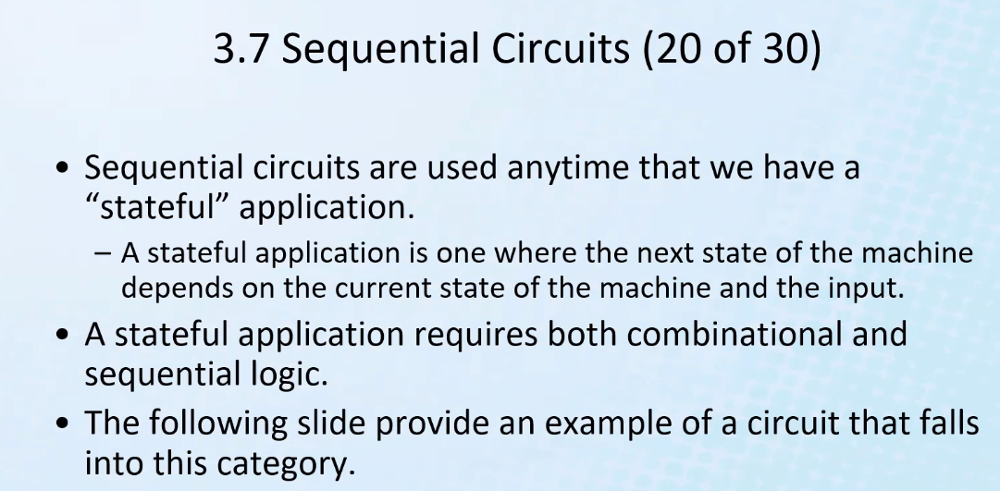 3.7 Sequential Circuits (20 of 30)
• Sequential circuits are used anytime that we have a
“stateful” application.
– A stateful application is one where the next state of the machine
depends on the current state of the machine and the input.
• A stateful application requires both combinational and
sequential logic.
• The following slide provide an example of a circuit that falls
into this category.